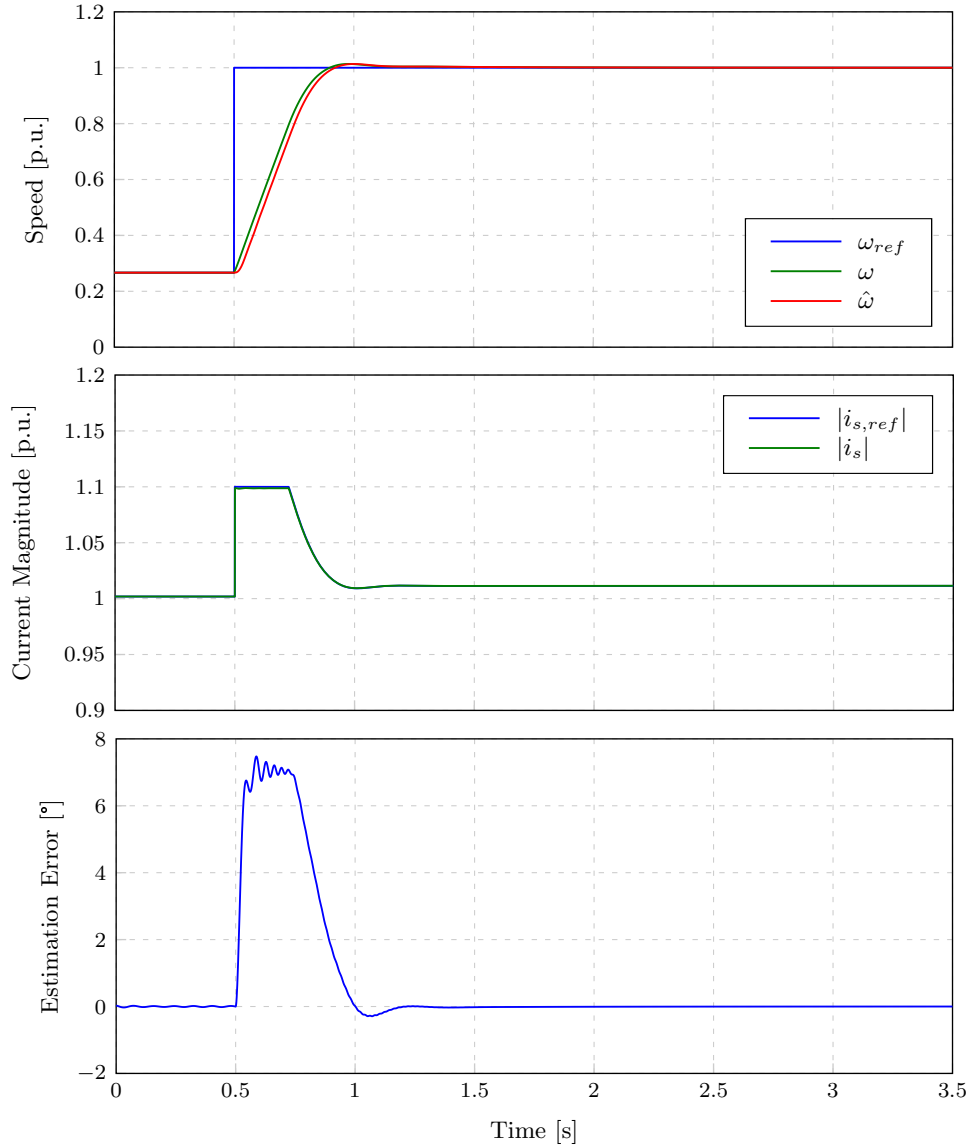 1.2
1
0.8
0.6
0.4
0.2
0
Speed [p.u.]
ω_ref
ω
ω̂
1.2
1.15
1.1
1.05
1
0.95
0.9
Current Magnitude [p.u.]
|i_s,ref|
|i_s|
8
6
4
2
0
−2
Estimation Error [°]
0 0.5 1 1.5 2 2.5 3 3.5
Time [s]